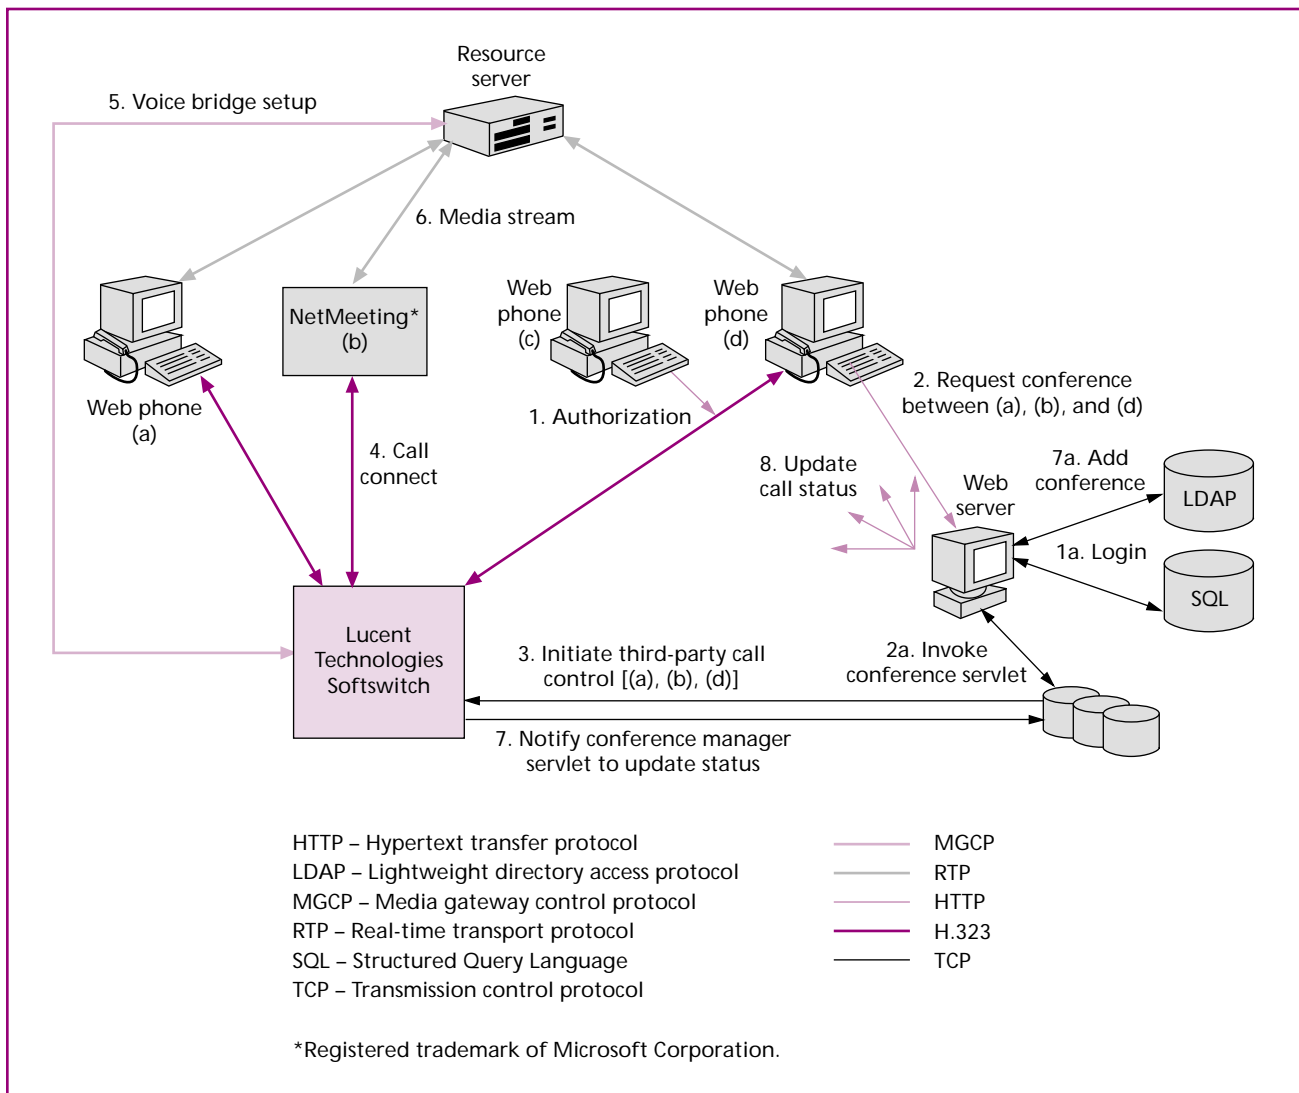 Resource
server
5. Voice bridge setup
6. Media stream
NetMeeting*
(b)
Web
phone
(c)
Web
phone
(d)
Web phone
(a)
1. Authorization
2. Request conference
between (a), (b), and (d)
4. Call
connect
8. Update
call status
7a. Add
conference
Web
server
LDAP
1a. Login
SQL
Lucent
Technologies
Softswitch
3. Initiate third-party call
control [(a), (b), (d)]
2a. Invoke
conference servlet
7. Notify conference manager
servlet to update status
HTTP – Hypertext transfer protocol
LDAP – Lightweight directory access protocol
MGCP – Media gateway control protocol
RTP – Real-time transport protocol
SQL – Structured Query Language
TCP – Transmission control protocol
MGCP
RTP
HTTP
H.323
TCP
*Registered trademark of Microsoft Corporation.